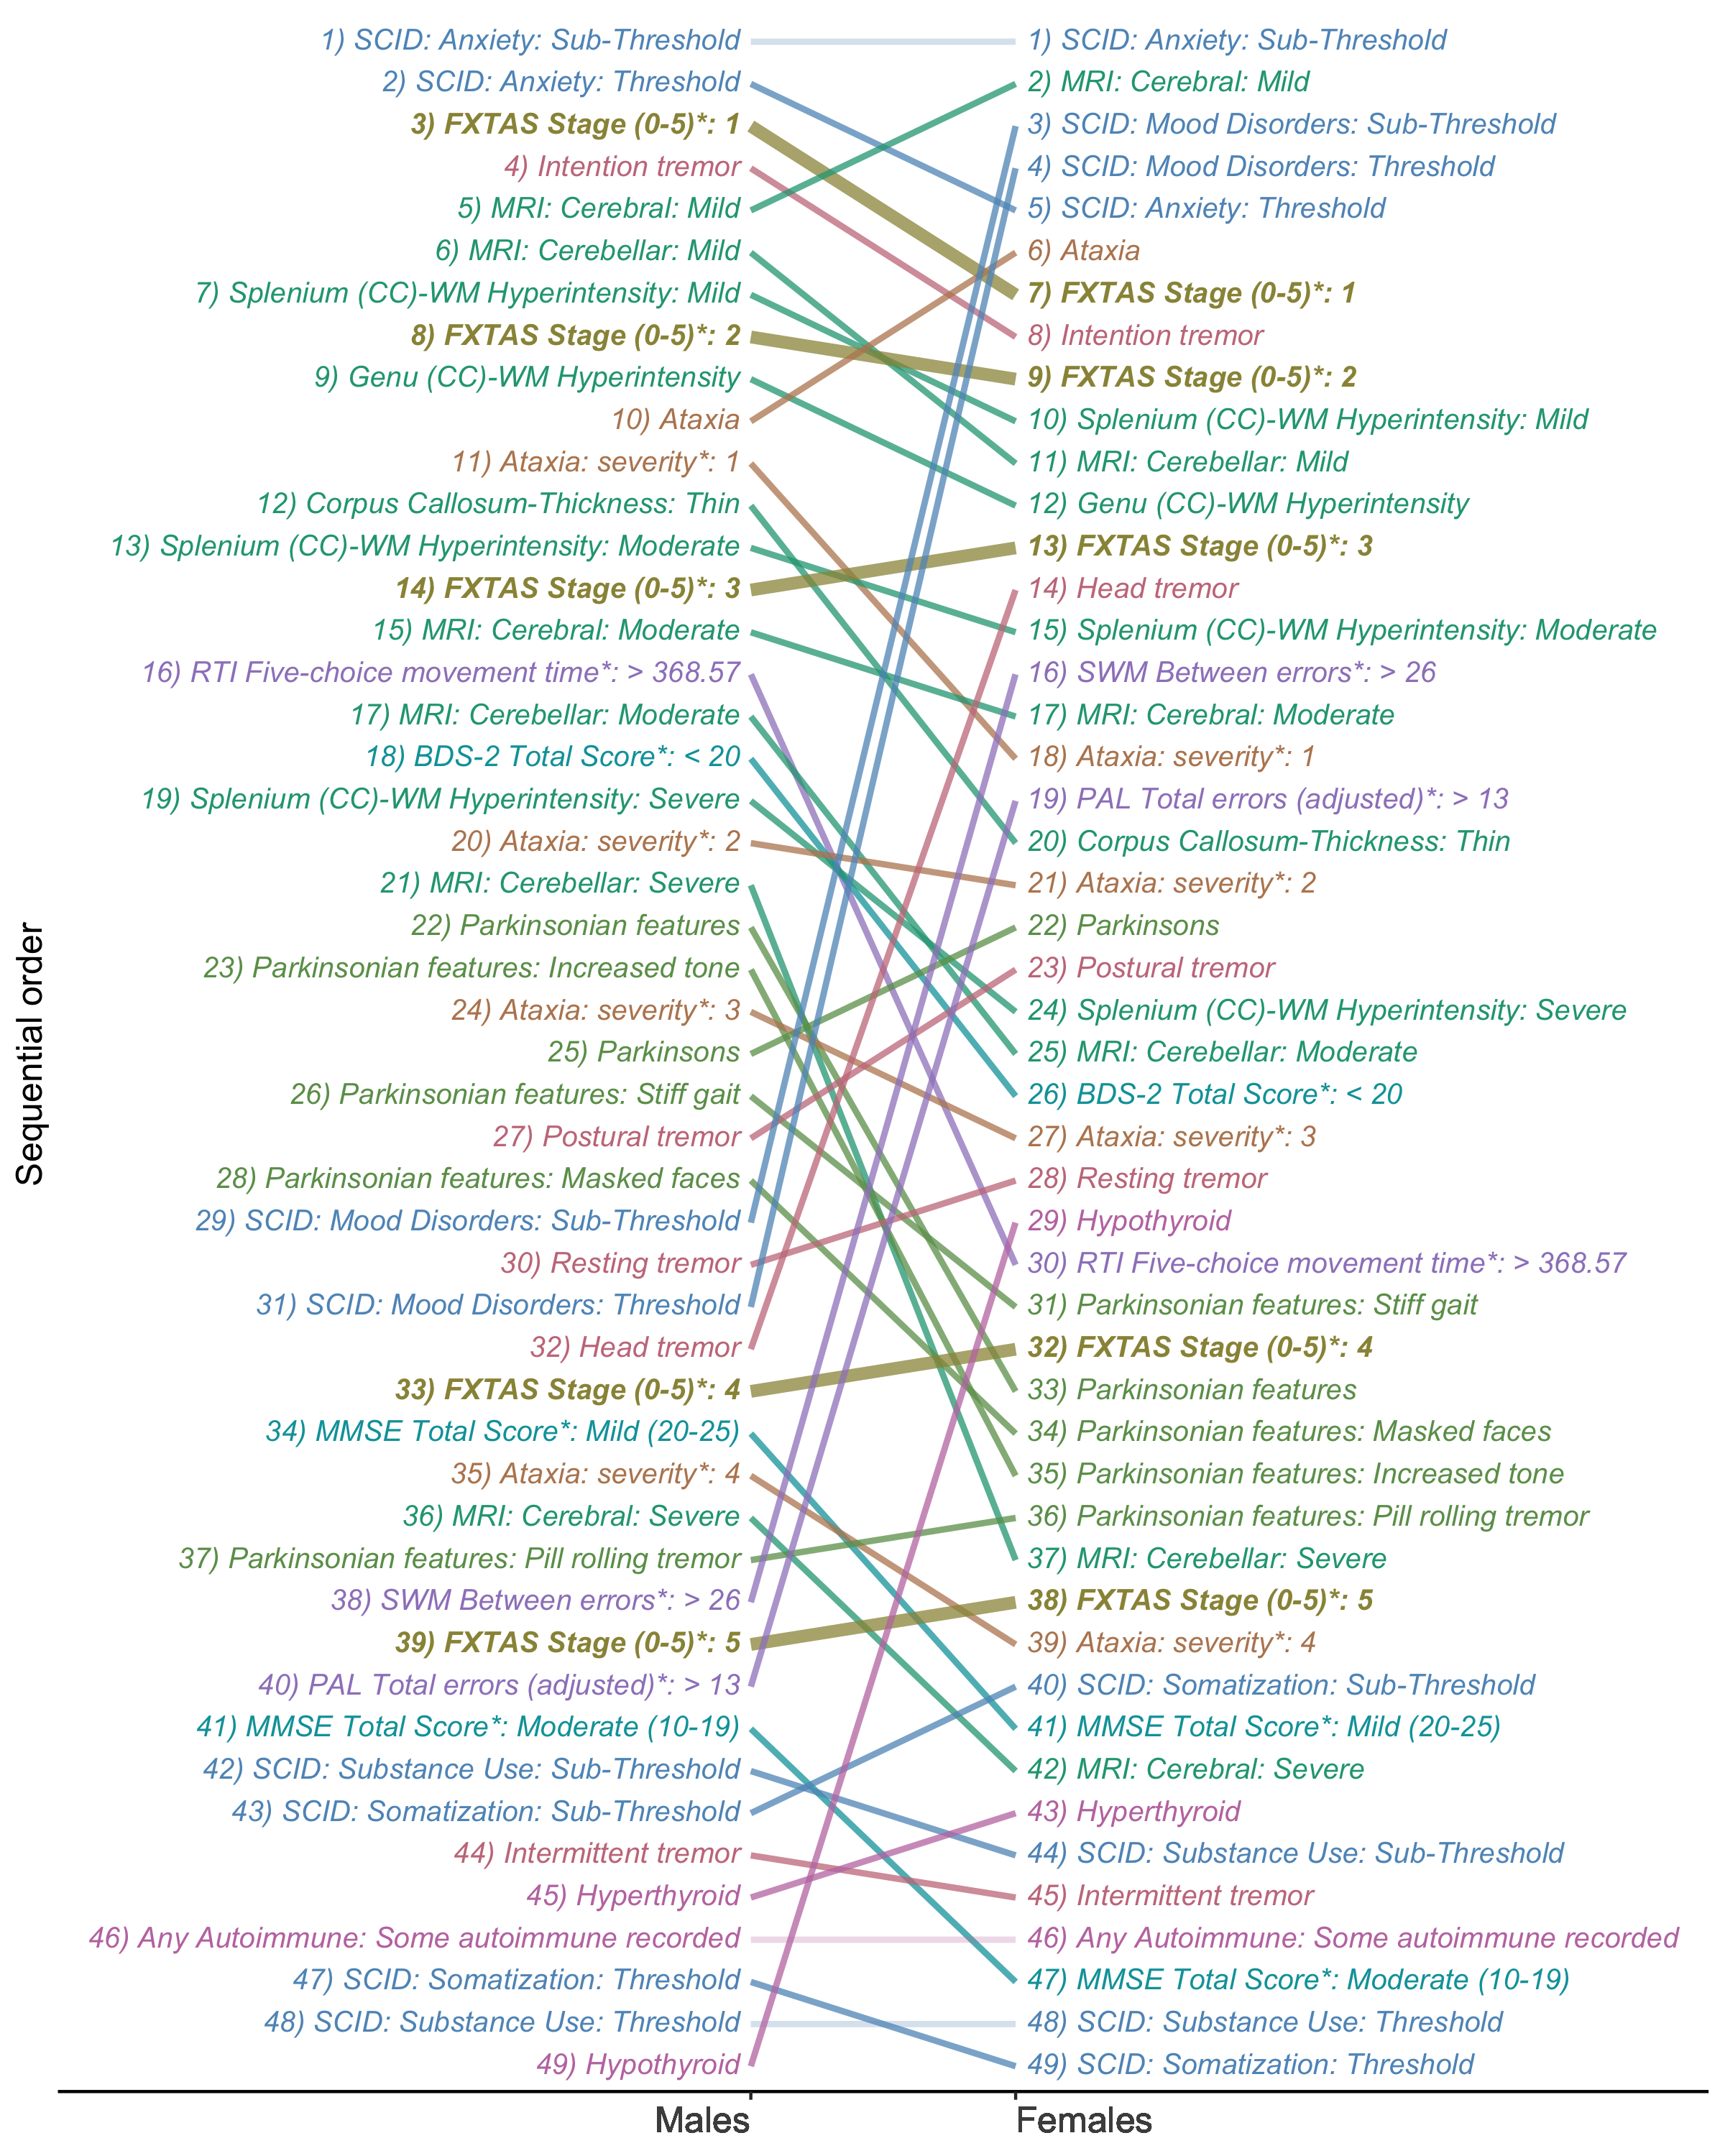 1) SCID: Anxiety: Sub-Threshold 1) SCID: Anxiety: Sub-Threshold
2) SCID: Anxiety: Threshold 2) MRI: Cerebral: Mild
3) FXTAS Stage (0-5)*: 1 3) SCID: Mood Disorders: Sub-Threshold
4) Intention tremor 4) SCID: Mood Disorders: Threshold
5) MRI: Cerebral: Mild 5) SCID: Anxiety: Threshold
6) MRI: Cerebellar: Mild 6) Ataxia
7) Splenium (CC)-WM Hyperintensity: Mild 7) FXTAS Stage (0-5)*: 1
8) FXTAS Stage (0-5)*: 2 8) Intention tremor
9) Genu (CC)-WM Hyperintensity 9) FXTAS Stage (0-5)*: 2
10) Ataxia 10) Splenium (CC)-WM Hyperintensity: Mild
11) Ataxia: severity*: 1 11) MRI: Cerebellar: Mild
12) Corpus Callosum-Thickness: Thin 12) Genu (CC)-WM Hyperintensity
13) Splenium (CC)-WM Hyperintensity: Moderate 13) FXTAS Stage (0-5)*: 3
14) FXTAS Stage (0-5)*: 3 14) Head tremor
15) MRI: Cerebral: Moderate 15) Splenium (CC)-WM Hyperintensity: Moderate
16) RTI Five-choice movement time*: > 368.57 16) SWM Between errors*: > 26
17) MRI: Cerebellar: Moderate 17) MRI: Cerebral: Moderate
18) BDS-2 Total Score*: < 20 18) Ataxia: severity*: 1
19) Splenium (CC)-WM Hyperintensity: Severe 19) PAL Total errors (adjusted)*: > 13
20) Ataxia: severity*: 2 20) Corpus Callosum-Thickness: Thin
21) MRI: Cerebellar: Severe 21) Ataxia: severity*: 2
22) Parkinsonian features 22) Parkinsons
23) Parkinsonian features: Increased tone 23) Postural tremor
24) Ataxia: severity*: 3 24) Splenium (CC)-WM Hyperintensity: Severe
25) Parkinsons 25) MRI: Cerebellar: Moderate
26) Parkinsonian features: Stiff gait 26) BDS-2 Total Score*: < 20
27) Postural tremor 27) Ataxia: severity*: 3
28) Parkinsonian features: Masked faces 28) Resting tremor
29) SCID: Mood Disorders: Sub-Threshold 29) Hypothyroid
30) Resting tremor 30) RTI Five-choice movement time*: > 368.57
31) SCID: Mood Disorders: Threshold 31) Parkinsonian features: Stiff gait
32) Head tremor 32) FXTAS Stage (0-5)*: 4
33) FXTAS Stage (0-5)*: 4 33) Parkinsonian features
34) MMSE Total Score*: Mild (20-25) 34) Parkinsonian features: Masked faces
35) Ataxia: severity*: 4 35) Parkinsonian features: Increased tone
36) MRI: Cerebral: Severe 36) Parkinsonian features: Pill rolling tremor
37) Parkinsonian features: Pill rolling tremor 37) MRI: Cerebellar: Severe
38) SWM Between errors*: > 26 38) FXTAS Stage (0-5)*: 5
39) FXTAS Stage (0-5)*: 5 39) Ataxia: severity*: 4
40) PAL Total errors (adjusted)*: > 13 40) SCID: Somatization: Sub-Threshold
41) MMSE Total Score*: Moderate (10-19) 41) MMSE Total Score*: Mild (20-25)
42) SCID: Substance Use: Sub-Threshold 42) MRI: Cerebral: Severe
43) SCID: Somatization: Sub-Threshold 43) Hyperthyroid
44) Intermittent tremor 44) SCID: Substance Use: Sub-Threshold
45) Hyperthyroid 45) Intermittent tremor
46) Any Autoimmune: Some autoimmune recorded 46) Any Autoimmune: Some autoimmune recorded
47) SCID: Somatization: Threshold 47) MMSE Total Score*: Moderate (10-19)
48) SCID: Substance Use: Threshold 48) SCID: Substance Use: Threshold
49) Hypothyroid 49) SCID: Somatization: Threshold
Males Females
Sequential order